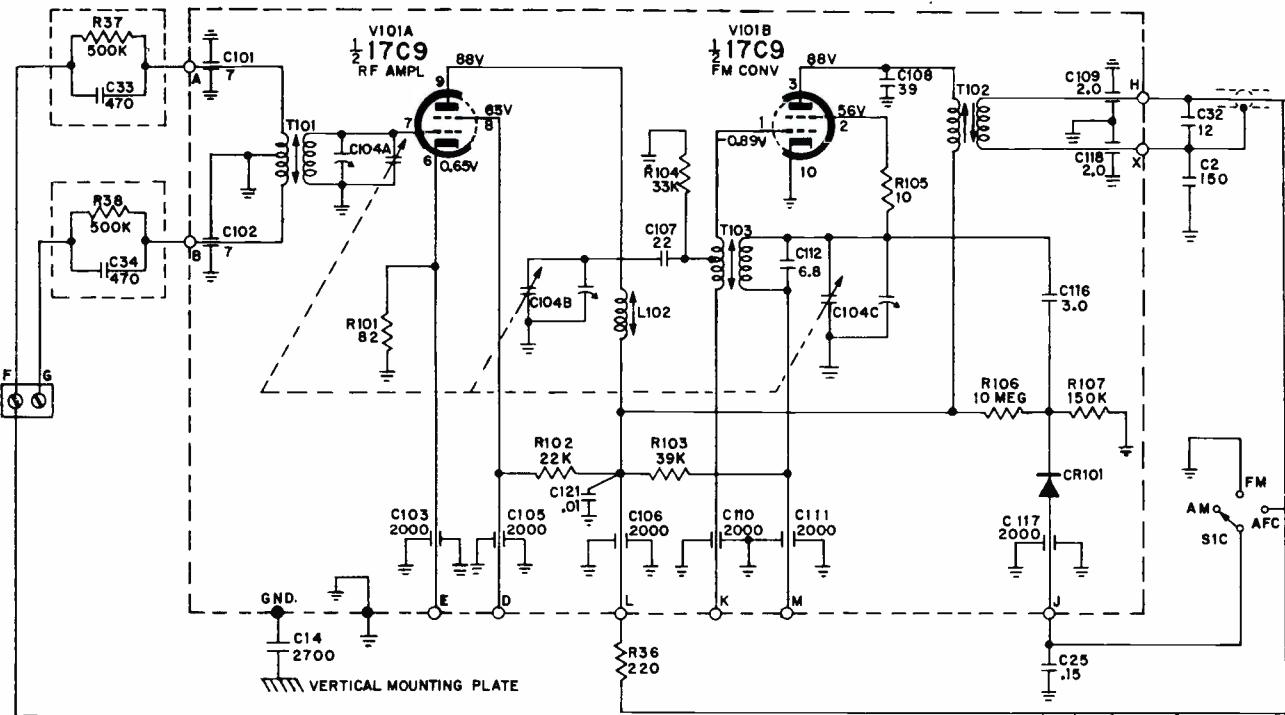 R37
500K
C33
470
A
C101
7
T101
C104A
V101A
1/2 17C9
RF AMPL
9
88V
63V
8
7
6
0.65V
V101B
1/2 17C9
FM CONV
3
88V
C108
39
T102
C109
2.0
H
C32
12
1
56V
2
-0.89V
10
R104
33K
C118
2.0
X
C2
150
R105
10
R38
500K
C34
470
B
C102
7
C107
22
T103
C112
6.8
C104B
L102
C104C
C116
3.0
R101
82
F
G
R106
10 MEG
R107
150K
R102
22K
R103
39K
C121
.01
CR101
FM
AM
AFC
S1C
C103
2000
C105
2000
C106
2000
C110
2000
C111
2000
C117
2000
GND.
E
D
L
K
M
J
C14
2700
R36
220
C25
.15
VERTICAL MOUNTING PLATE